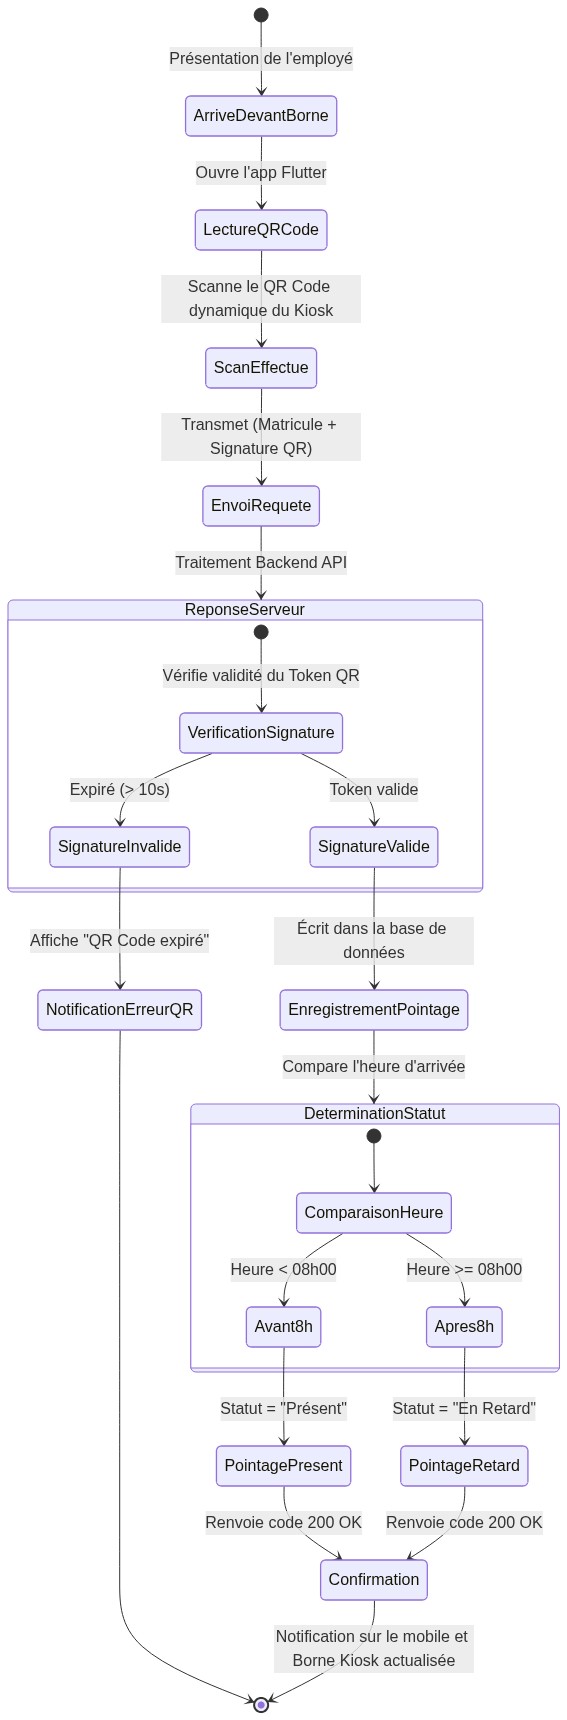 Présentation de l'employé
ArriveDevantBorne
Ouvre l'app Flutter
LectureQRCode
Scanne le QR Code
dynamique du Kiosk
ScanEffectue
Transmet (Matricule +
Signature QR)
EnvoiRequete
Traitement Backend API
ReponseServeur
Vérifie validité du Token QR
VerificationSignature
Expiré (> 10s)
Token valide
SignatureInvalide
SignatureValide
Affiche "QR Code expiré"
Écrit dans la base de
données
NotificationErreurQR
EnregistrementPointage
Compare l'heure d'arrivée
DeterminationStatut
ComparaisonHeure
Heure < 08h00
Heure >= 08h00
Avant8h
Apres8h
Statut = "Présent"
Statut = "En Retard"
PointagePresent
PointageRetard
Renvoie code 200 OK
Renvoie code 200 OK
Confirmation
Notification sur le mobile et
Borne Kiosk actualisée